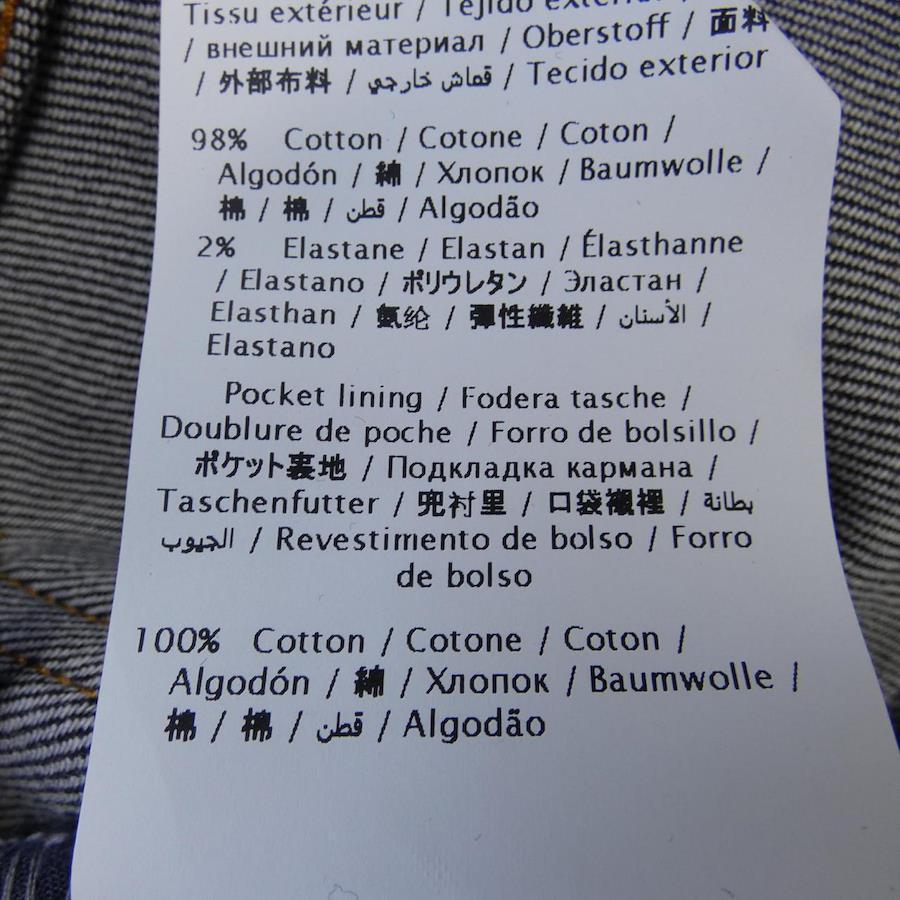 Tissu extérieur / Tejido
/ внешний материал / Oberstoff / 面料
/ 外部布料 / قماش خارجي / Tecido exterior
98% Cotton / Cotone / Coton /
Algodón / 綿 / Хлопок / Baumwolle /
棉 / 棉 / قطن / Algodão
2% Elastane / Elastan / Élasthanne
/ Elastano / ポリウレタン / Эластан /
Elasthan / 氨纶 / 彈性纖維 / الأسنان /
Elastano
Pocket lining / Fodera tasche /
Doublure de poche / Forro de bolsillo /
ポケット裏地 / Подкладка кармана /
Taschenfutter / 兜衬里 / 口袋襯裡 / بطانة
الجيوب / Revestimento de bolso / Forro
de bolso
100% Cotton / Cotone / Coton /
Algodón / 綿 / Хлопок / Baumwolle /
棉 / 棉 / قطن / Algodão